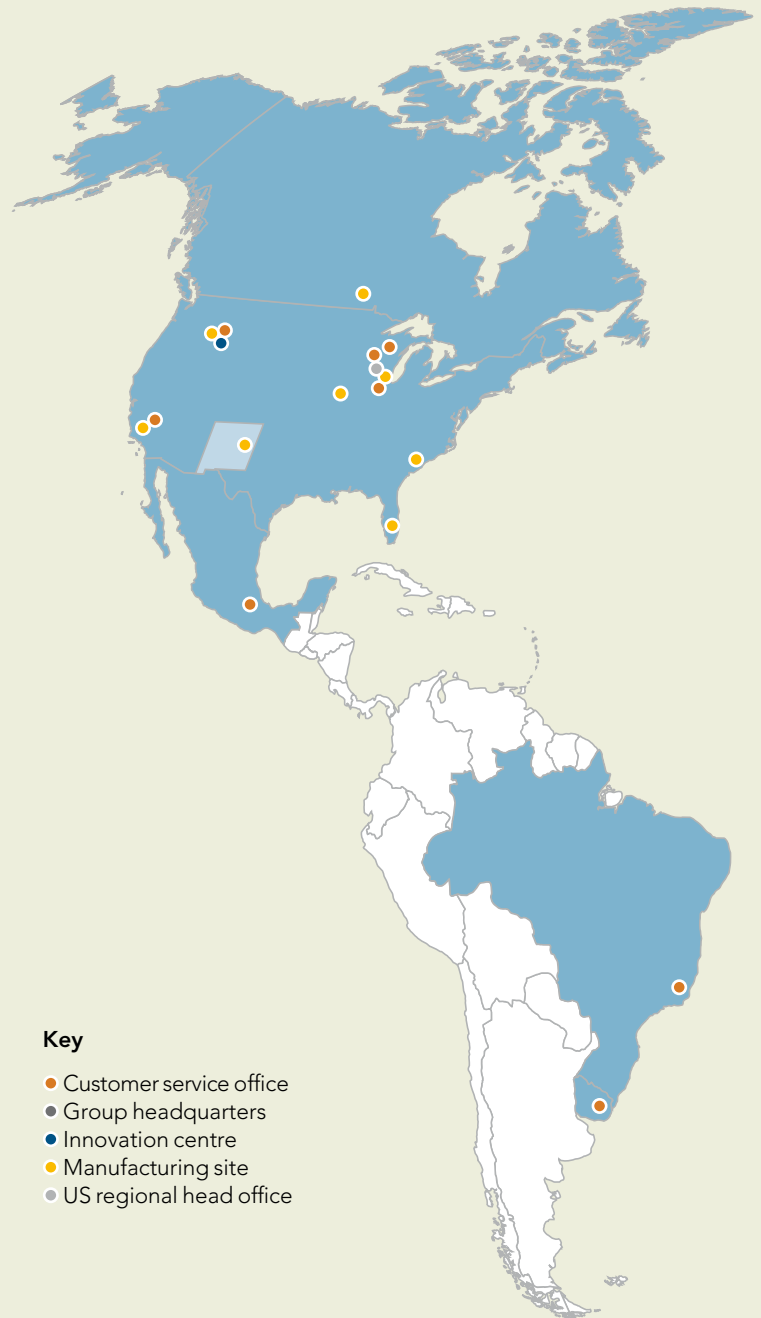 Key
Customer service office
Group headquarters
Innovation centre
Manufacturing site
US regional head office